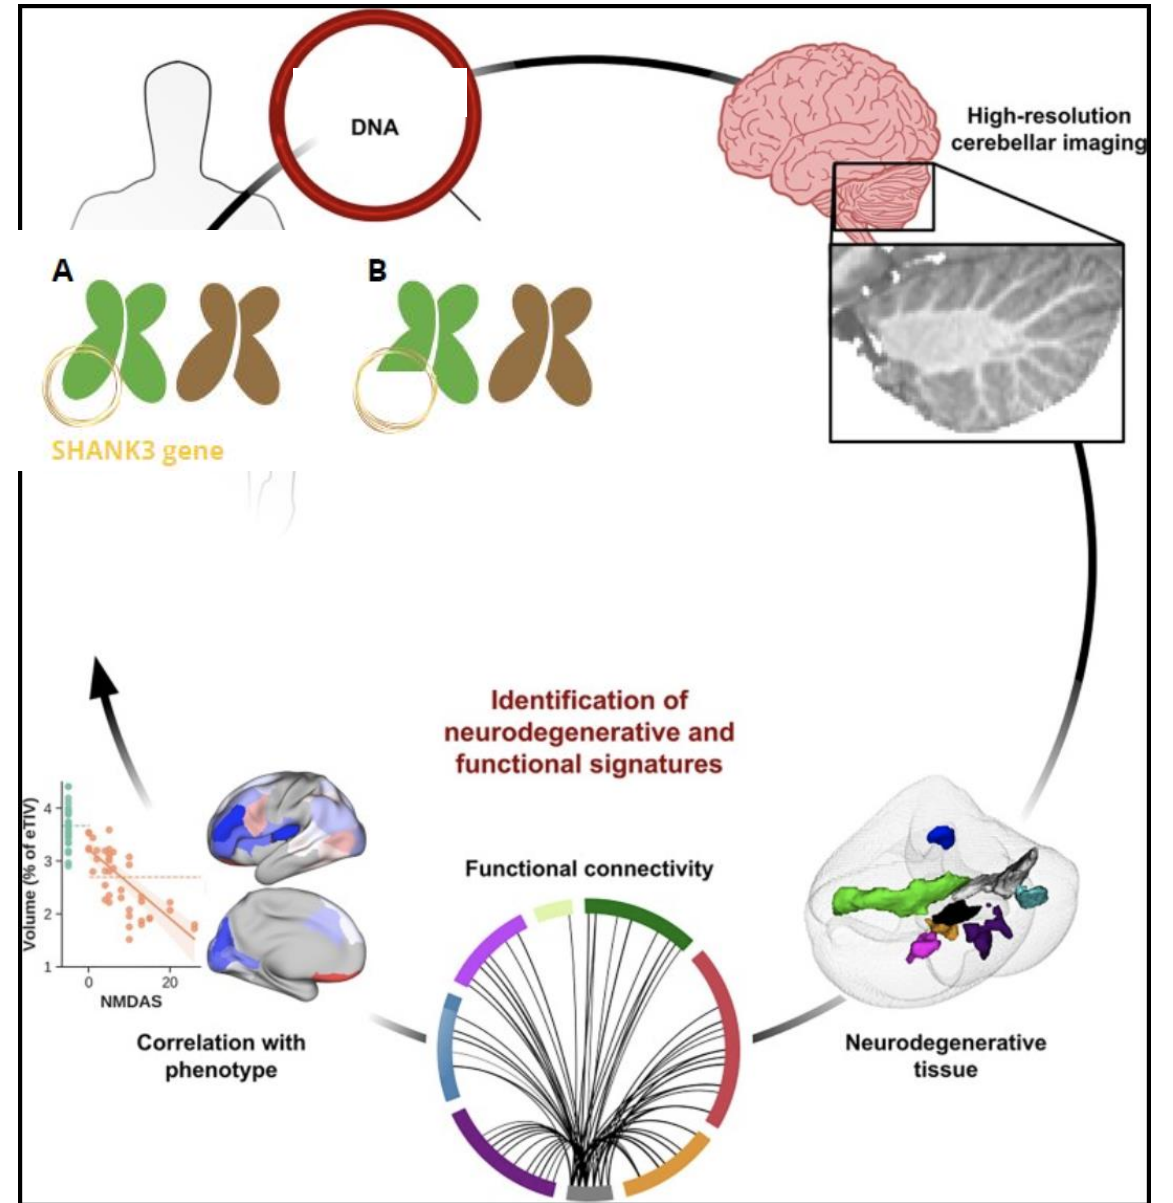 DNA
High-resolution
cerebellar imaging
A
B
SHANK3 gene
Identification of
neurodegenerative and
functional signatures
Functional connectivity
Volume (% of eTIV)
4
3
2
1
0
20
NMDAS
Correlation with
phenotype
Neurodegenerative
tissue